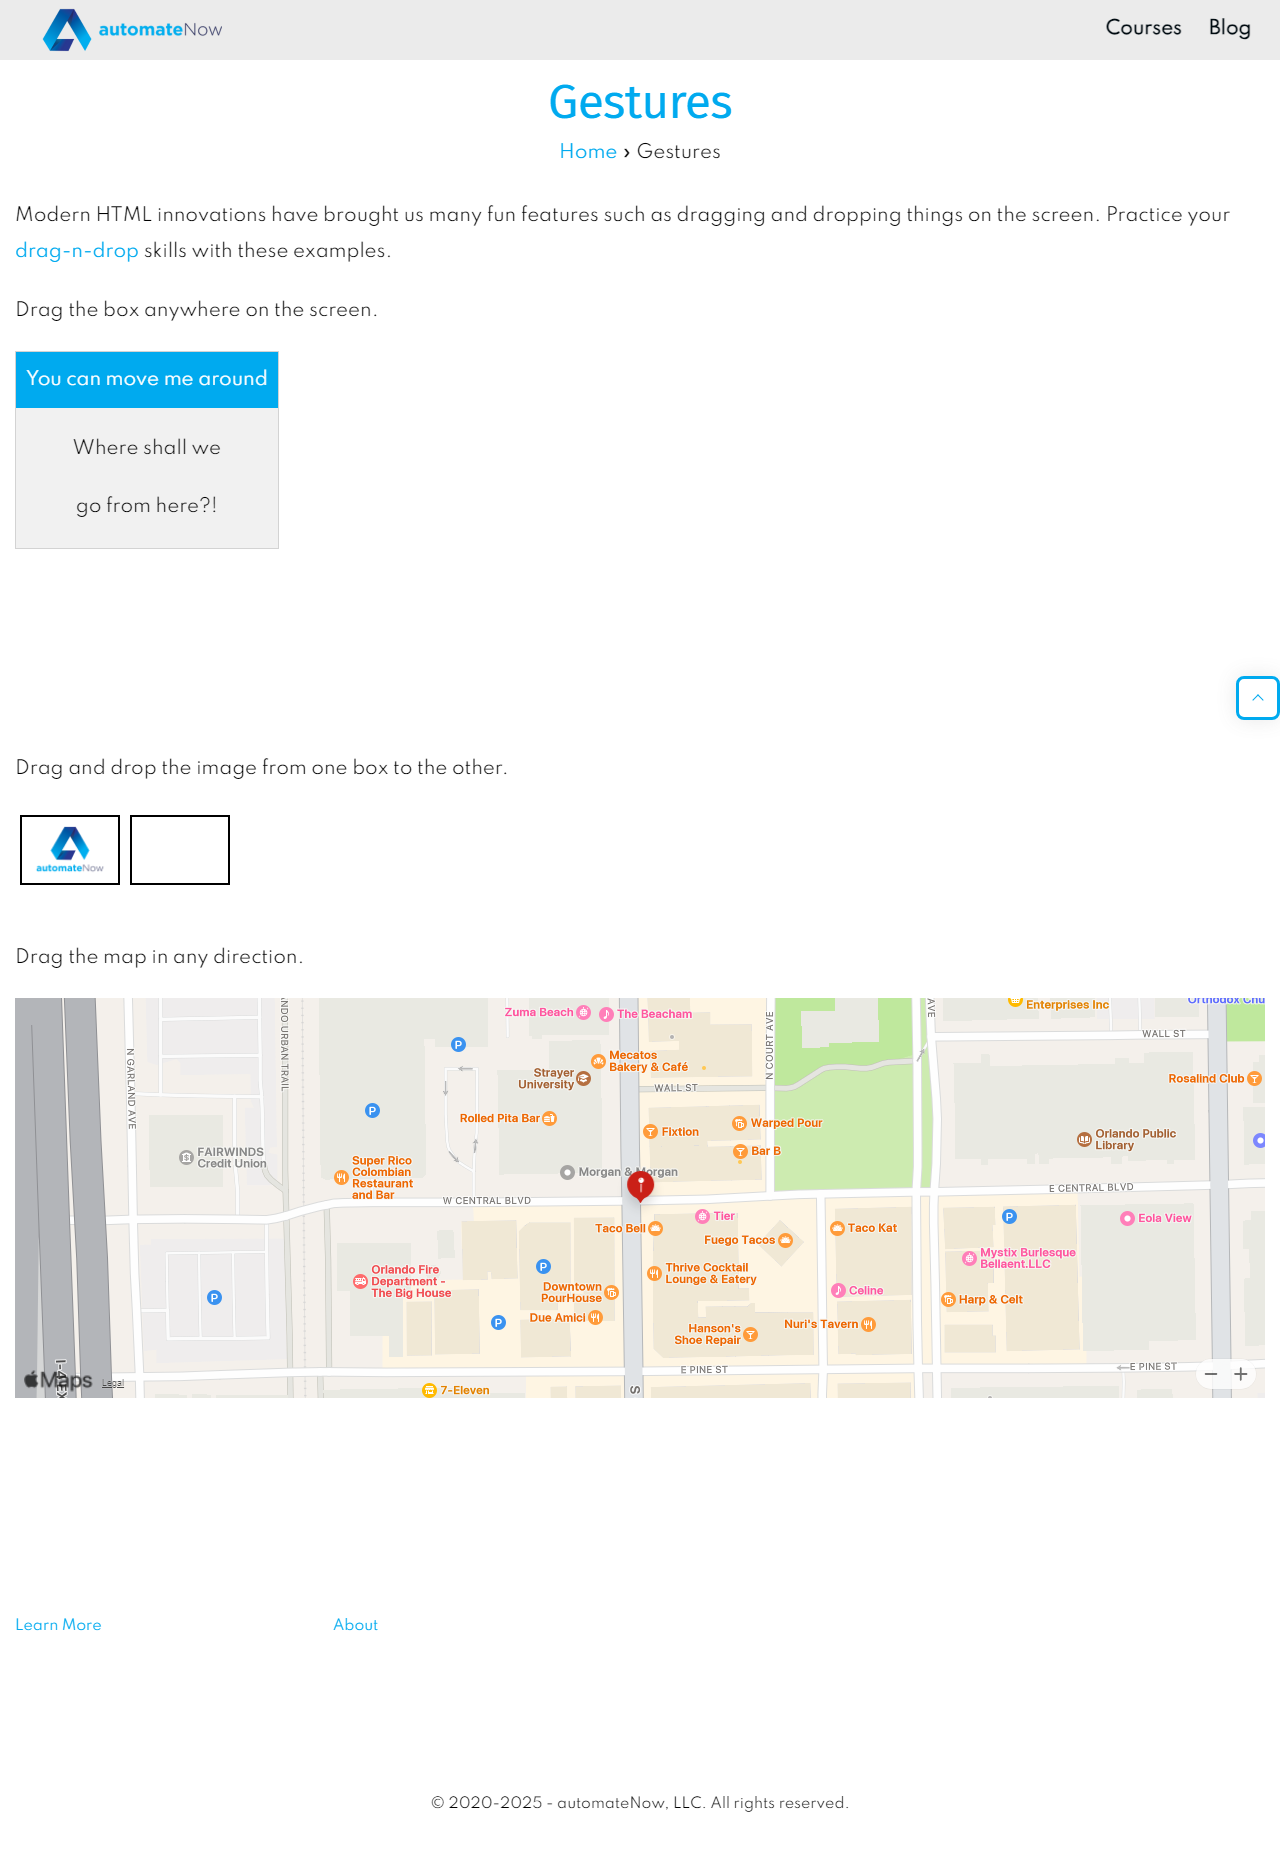 automateNow
Courses Blog
Gestures
Home › Gestures
Modern HTML innovations have brought us many fun features such as dragging and dropping things on the screen. Practice your
drag-n-drop skills with these examples.
Drag the box anywhere on the screen.
You can move me around
Where shall we
go from here?!
Drag and drop the image from one box to the other.
automateNow
Drag the map in any direction.
Zuma Beach
The Beacham
Enterprises Inc
N GARLAND AVE
N COURT AVE
AVE
WALL ST
Mecatos
Bakery & Café
Strayer
University
WALL ST
Rosalind Club
P
P
Rolled Pita Bar
Fixtion
Warped Pour
Orlando Public
Library
FAIRWINDS
Credit Union
Bar B
Super Rico
Colombian
Restaurant
and Bar
Morgan & Morgan
W CENTRAL BLVD
E CENTRAL BLVD
Taco Bell
Tier
Taco Kat
P
Eola View
Fuego Tacos
Mystix Burlesque
Bellaent.LLC
Orlando Fire
Department -
The Big House
P
Thrive Cocktail
Lounge & Eatery
P
Downtown
PourHouse
Celine
Harp & Celt
Due Amici
P
Hanson's
Shoe Repair
Nuri's Tavern
E PINE ST
E PINE ST
Maps
Legal
I-4
7-Eleven
S
Learn More
About
© 2020-2025 - automateNow, LLC. All rights reserved.